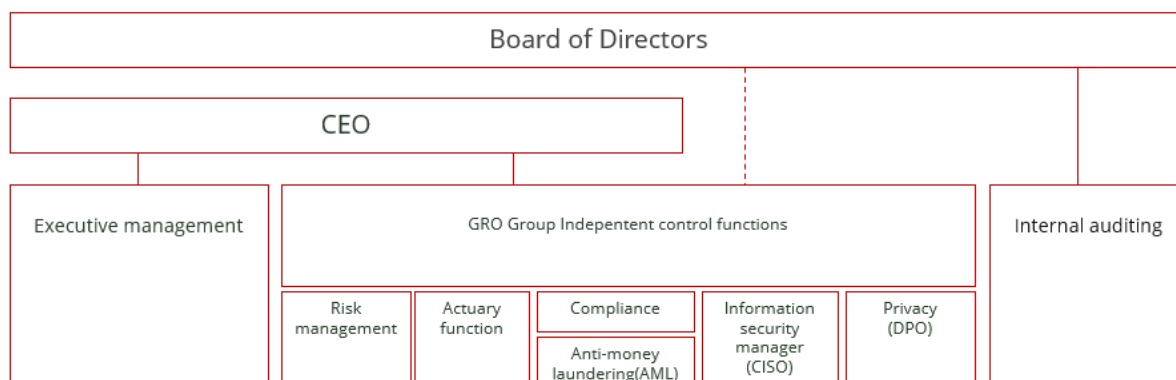 Board of Directors
CEO
Executive management
GRO Group Indepentent control functions
Internal auditing
Risk
management
Actuary
function
Compliance
Anti-money
laundering(AML)
Information
security
manager
(CISO)
Privacy
(DPO)